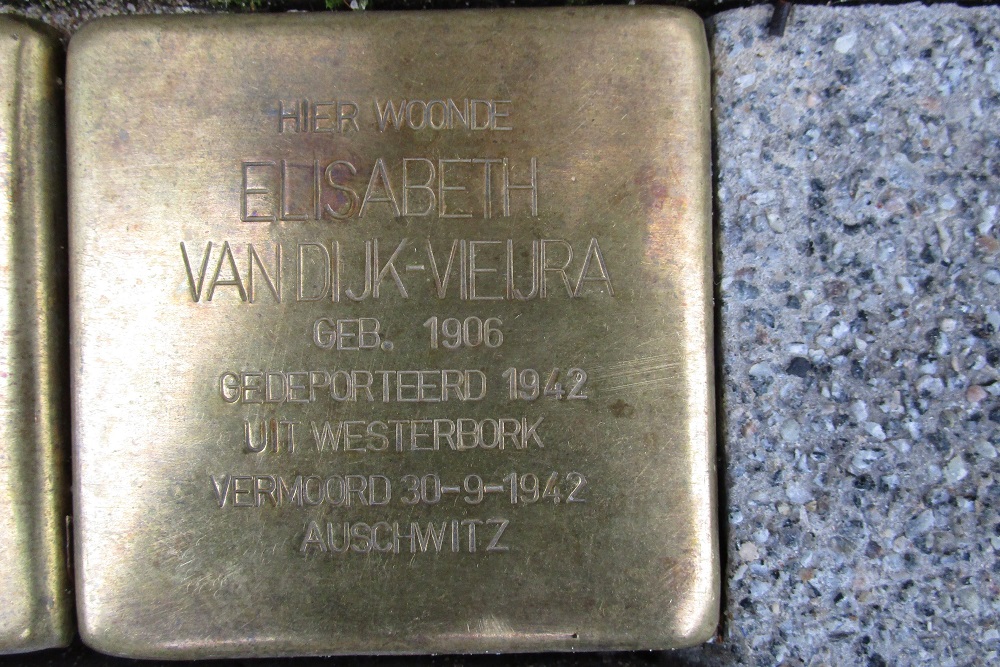 HIER WOONDE
ELISABETH
VAN DIJK-VIEIJRA
GEB. 1906
GEDEPORTEERD 1942
UIT WESTERBORK
VERMOORD 30-9-1942
AUSCHWITZ